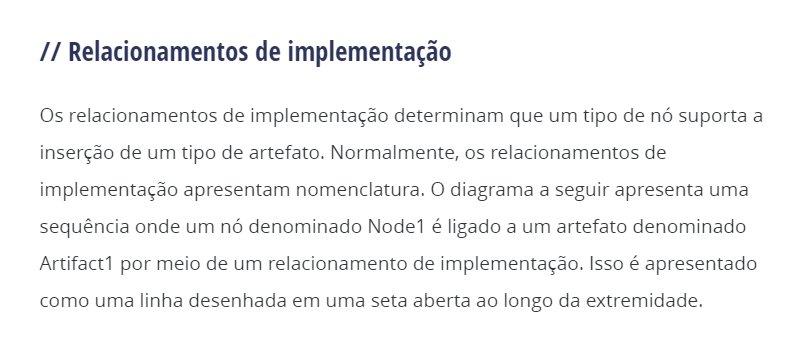 // Relacionamentos de implementação
Os relacionamentos de implementação determinam que um tipo de nó suporta a
inserção de um tipo de artefato. Normalmente, os relacionamentos de
implementação apresentam nomenclatura. O diagrama a seguir apresenta uma
sequência onde um nó denominado Node1 é ligado a um artefato denominado
Artifact1 por meio de um relacionamento de implementação. Isso é apresentado
como uma linha desenhada em uma seta aberta ao longo da extremidade.